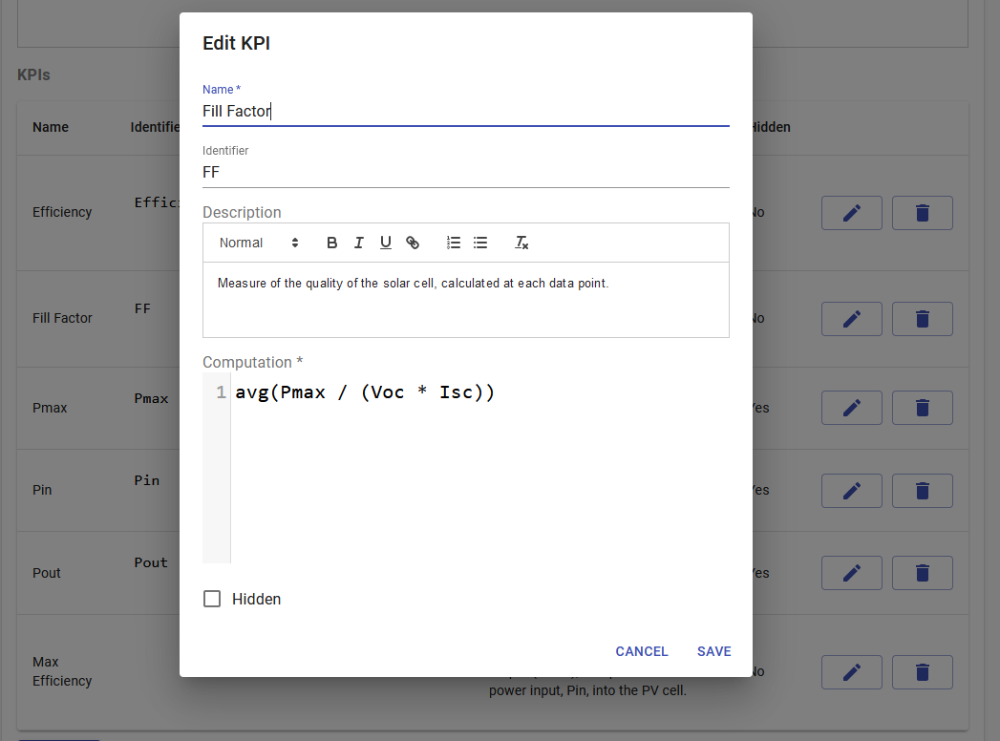 Edit KPI
Name *
Fill Factor
Identifier
FF
Description
Normal
Measure of the quality of the solar cell, calculated at each data point.
Computation *
1 avg(Pmax / (Voc * Isc))
Hidden
CANCEL SAVE
KPIs
Name
Hidden
Efficiency No
Fill Factor FF No
Pmax Pmax Yes
Pin Pin Yes
Pout Pout Yes
Max
Efficiency No
power input, Pin, into the PV cell.